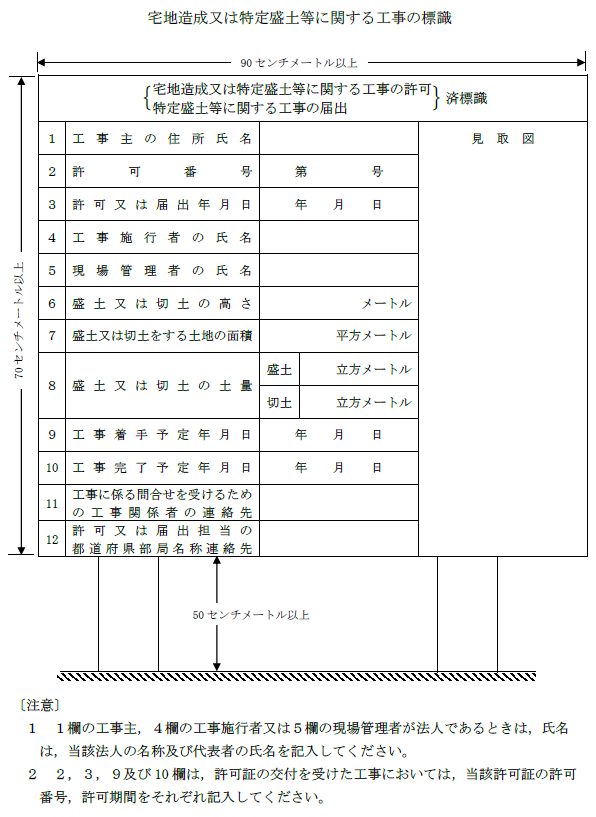 宅地造成又は特定盛土等に関する工事の標識
90センチメートル以上
宅地造成又は特定盛土等に関する工事の許可
特定盛土等に関する工事の届出
済標識
1 工事主の住所氏名
見取図
2 許可番号 第 号
3 許可又は届出年月日 年 月 日
4 工事施行者の氏名
5 現場管理者の氏名
6 盛土又は切土の高さ メートル
7 盛土又は切土をする土地の面積 平方メートル
8 盛土又は切土の土量 盛土 立方メートル
切土 立方メートル
9 工事着手予定年月日 年 月 日
10 工事完了予定年月日 年 月 日
11 工事に係る問合せを受けるため
の工事関係者の連絡先
12 許可又は届出担当の
都道府県部局名称連絡先
70センチメートル以上
50センチメートル以上
〔注意〕
1 1欄の工事主，4欄の工事施行者又は5欄の現場管理者が法人であるときは，氏名
は，当該法人の名称及び代表者の氏名を記入してください。
2 2，3，9及び10欄は，許可証の交付を受けた工事においては，当該許可証の許可
番号，許可期間をそれぞれ記入してください。